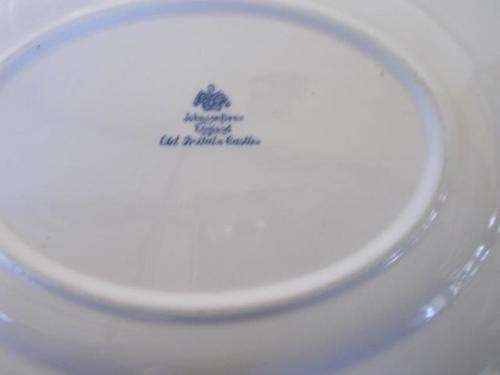 Johnson Bros
England
Old Britain Castles